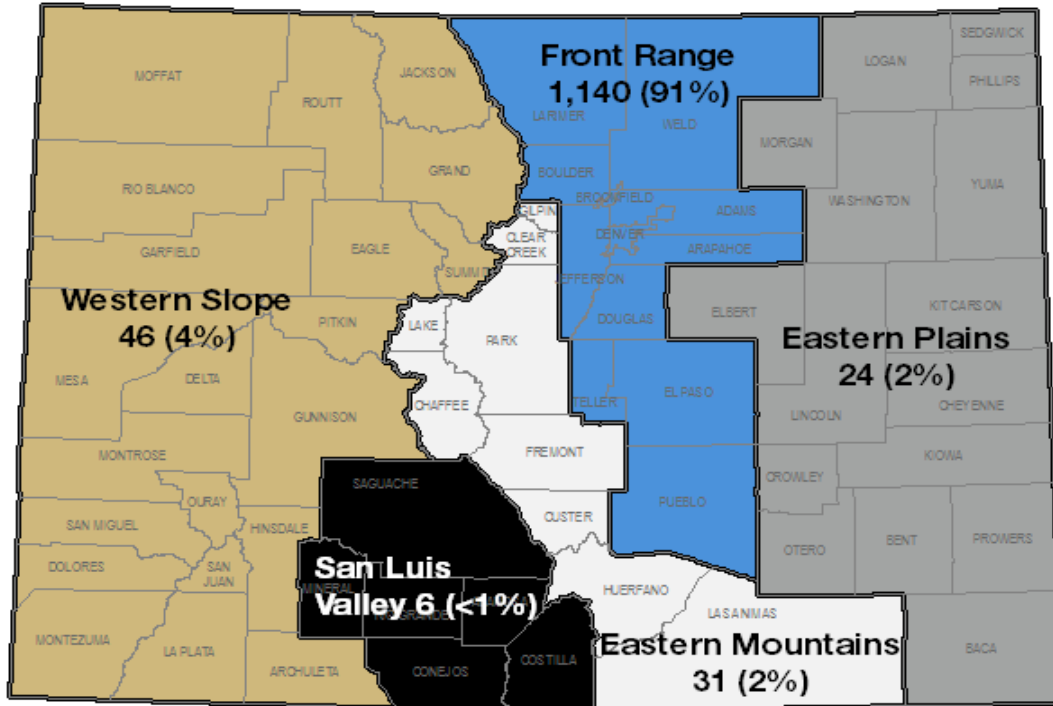 SEDGWICK
Front Range
1,140 (91%)
LOGAN
JACKSON
MOFFAT
PHILLIPS
ROUTT
LARIMER
WELD
MORGAN
GRAND
BOULDER
YUMA
RIO BLANCO
BROOMFIELD
WASHINGTON
GILPIN
ADAMS
DENVER
CLEAR
CREEK
EAGLE
GARFIELD
ARAPAHOE
SUMMIT
JEFFERSON
Western Slope
46 (4%)
PITKIN
LAKE
PARK
DOUGLAS
ELBERT
KIT CARSON
Eastern Plains
24 (2%)
MESA
DELTA
CHAFFEE
TELLER
EL PASO
LINCOLN
CHEYENNE
GUNNISON
MONTROSE
FREMONT
KIOWA
CROWLEY
SAGUACHE
OURAY
PUEBLO
SAN MIGUEL
HINSDALE
CUSTER
OTERO
BENT
PROWERS
DOLORES
SAN
JUAN
San Luis
Valley 6 (<1%)
MINERAL
RIO GRANDE
HUERFANO
LAS ANIMAS
MONTEZUMA
LA PLATA
ARCHULETA
CONEJOS
COSTILLA
Eastern Mountains
31 (2%)
BACA